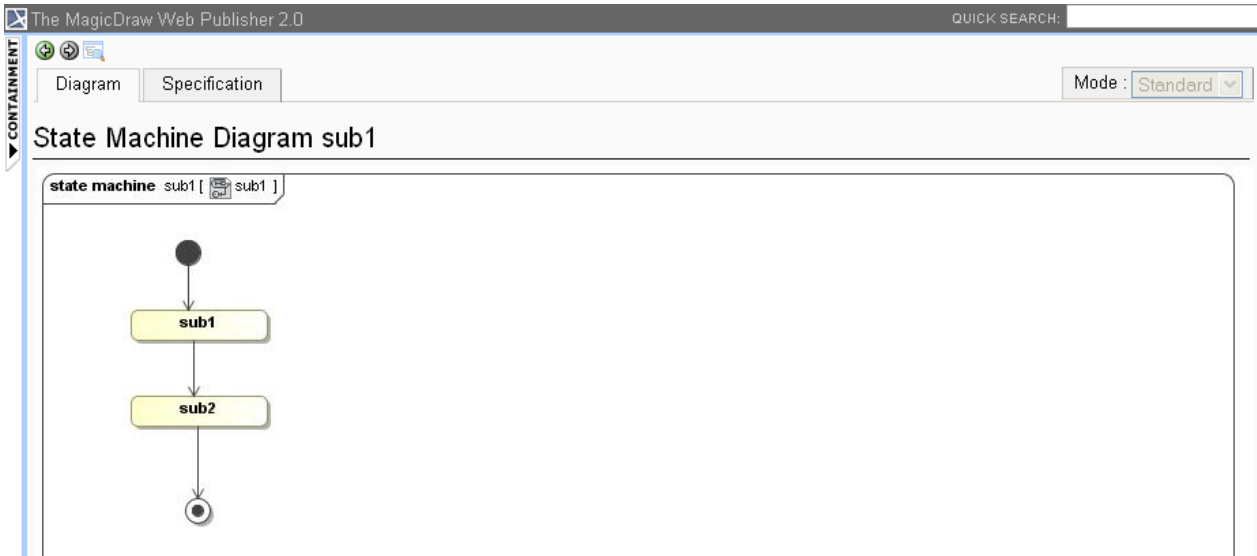 The MagicDraw Web Publisher 2.0 QUICK SEARCH:
CONTAINMENT
Diagram Specification Mode : Standard
State Machine Diagram sub1
state machine sub1 [ sub1 ]
sub1
sub2